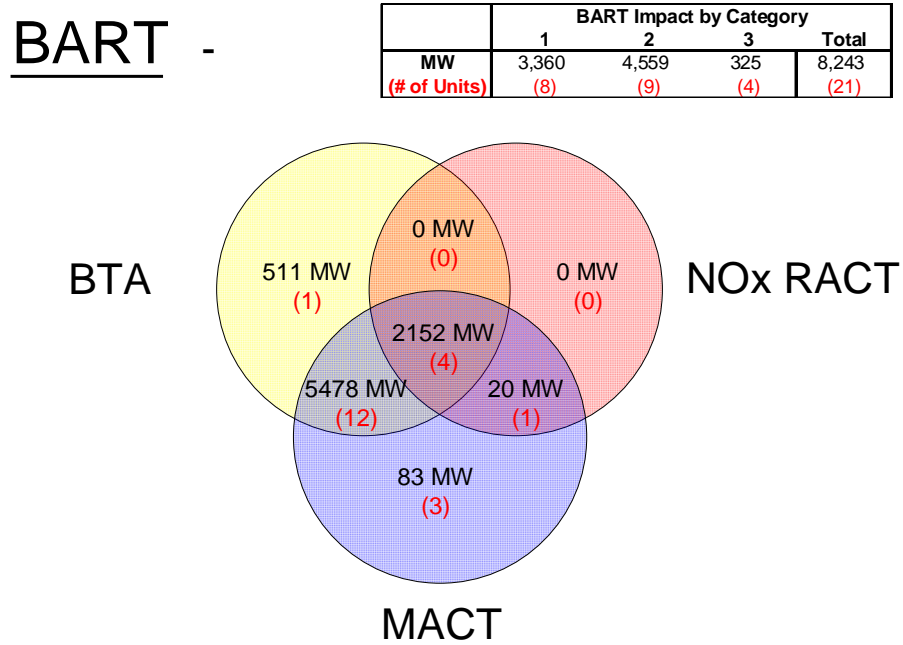 BART -
BART Impact by Category
1 2 3 Total
MW 3,360 4,559 325 8,243
(# of Units) (8) (9) (4) (21)
0 MW
(0)
511 MW
(1)
0 MW
(0)
BTA
NOx RACT
2152 MW
(4)
5478 MW
(12)
20 MW
(1)
83 MW
(3)
MACT